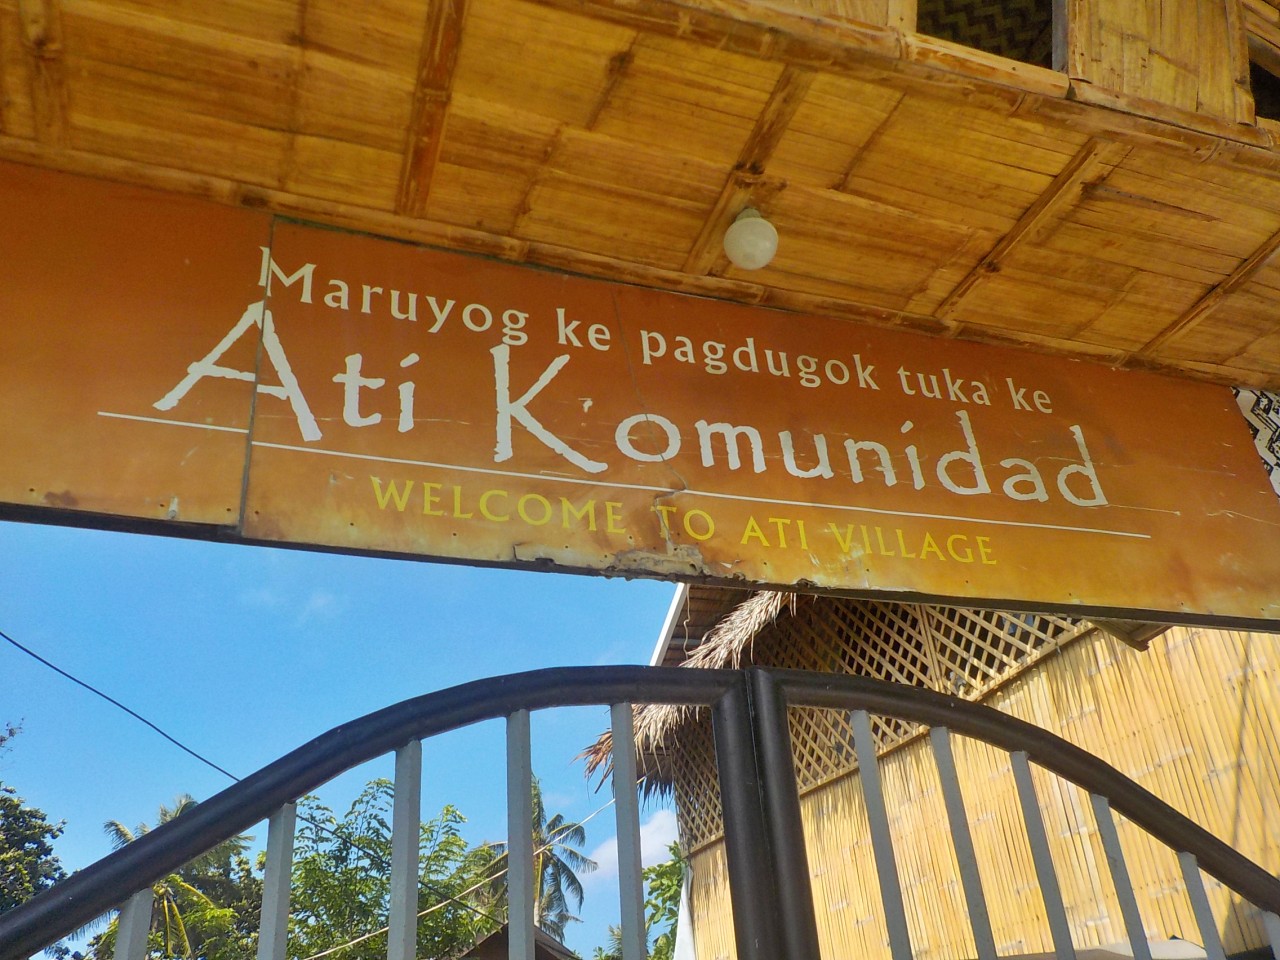 Maruyog ke pagdugok tuka ke
Ati Komunidad
WELCOME TO ATI VILLAGE